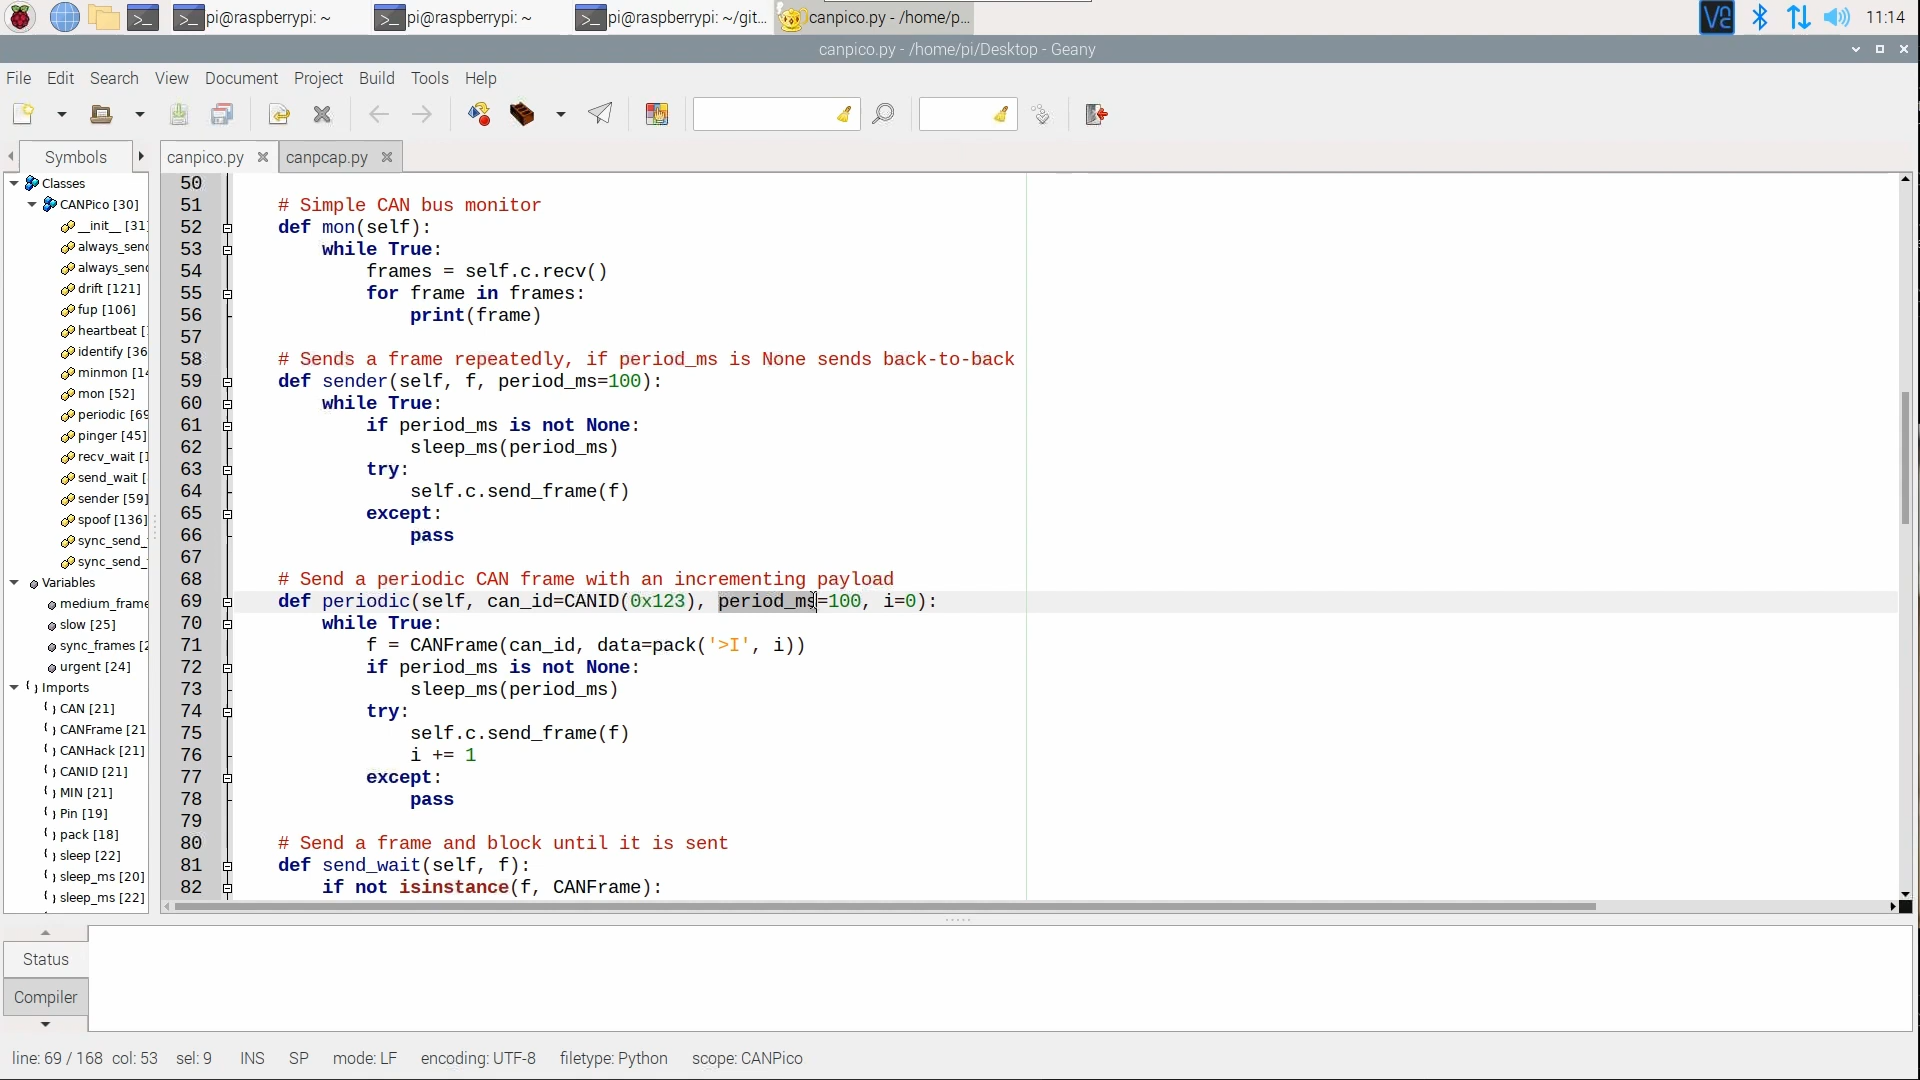 pi@raspberrypi: ~
pi@raspberrypi: ~
pi@raspberrypi: ~/git...
canpico.py - /home/p...
11:14
canpico.py - /home/pi/Desktop - Geany
File Edit Search View Document Project Build Tools Help
Symbols
canpico.py
canpcap.py
Classes
CANPico [30]
__init__ [31]
always_send
always_send
drift [121]
fup [106]
heartbeat [
identify [36
minmon [14
mon [52]
periodic [69
pinger [45]
recv_wait [1
send_wait [
sender [59]
spoof [136]
sync_send_
sync_send_
Variables
medium_frame
slow [25]
sync_frames [2
urgent [24]
Imports
CAN [21]
CANFrame [21
CANHack [21]
CANID [21]
MIN [21]
Pin [19]
pack [18]
sleep [22]
sleep_ms [20]
sleep_ms [22]
50
51 # Simple CAN bus monitor
52 def mon(self):
53 while True:
54 frames = self.c.recv()
55 for frame in frames:
56 print(frame)
57
58 # Sends a frame repeatedly, if period_ms is None sends back-to-back
59 def sender(self, f, period_ms=100):
60 while True:
61 if period_ms is not None:
62 sleep_ms(period_ms)
63 try:
64 self.c.send_frame(f)
65 except:
66 pass
67
68 # Send a periodic CAN frame with an incrementing payload
69 def periodic(self, can_id=CANID(0x123), period_ms=100, i=0):
70 while True:
71 f = CANFrame(can_id, data=pack('>I', i))
72 if period_ms is not None:
73 sleep_ms(period_ms)
74 try:
75 self.c.send_frame(f)
76 i += 1
77 except:
78 pass
79
80 # Send a frame and block until it is sent
81 def send_wait(self, f):
82 if not isinstance(f, CANFrame):
Status
Compiler
line: 69 / 168 col: 53 sel: 9 INS SP mode: LF encoding: UTF-8 filetype: Python scope: CANPico